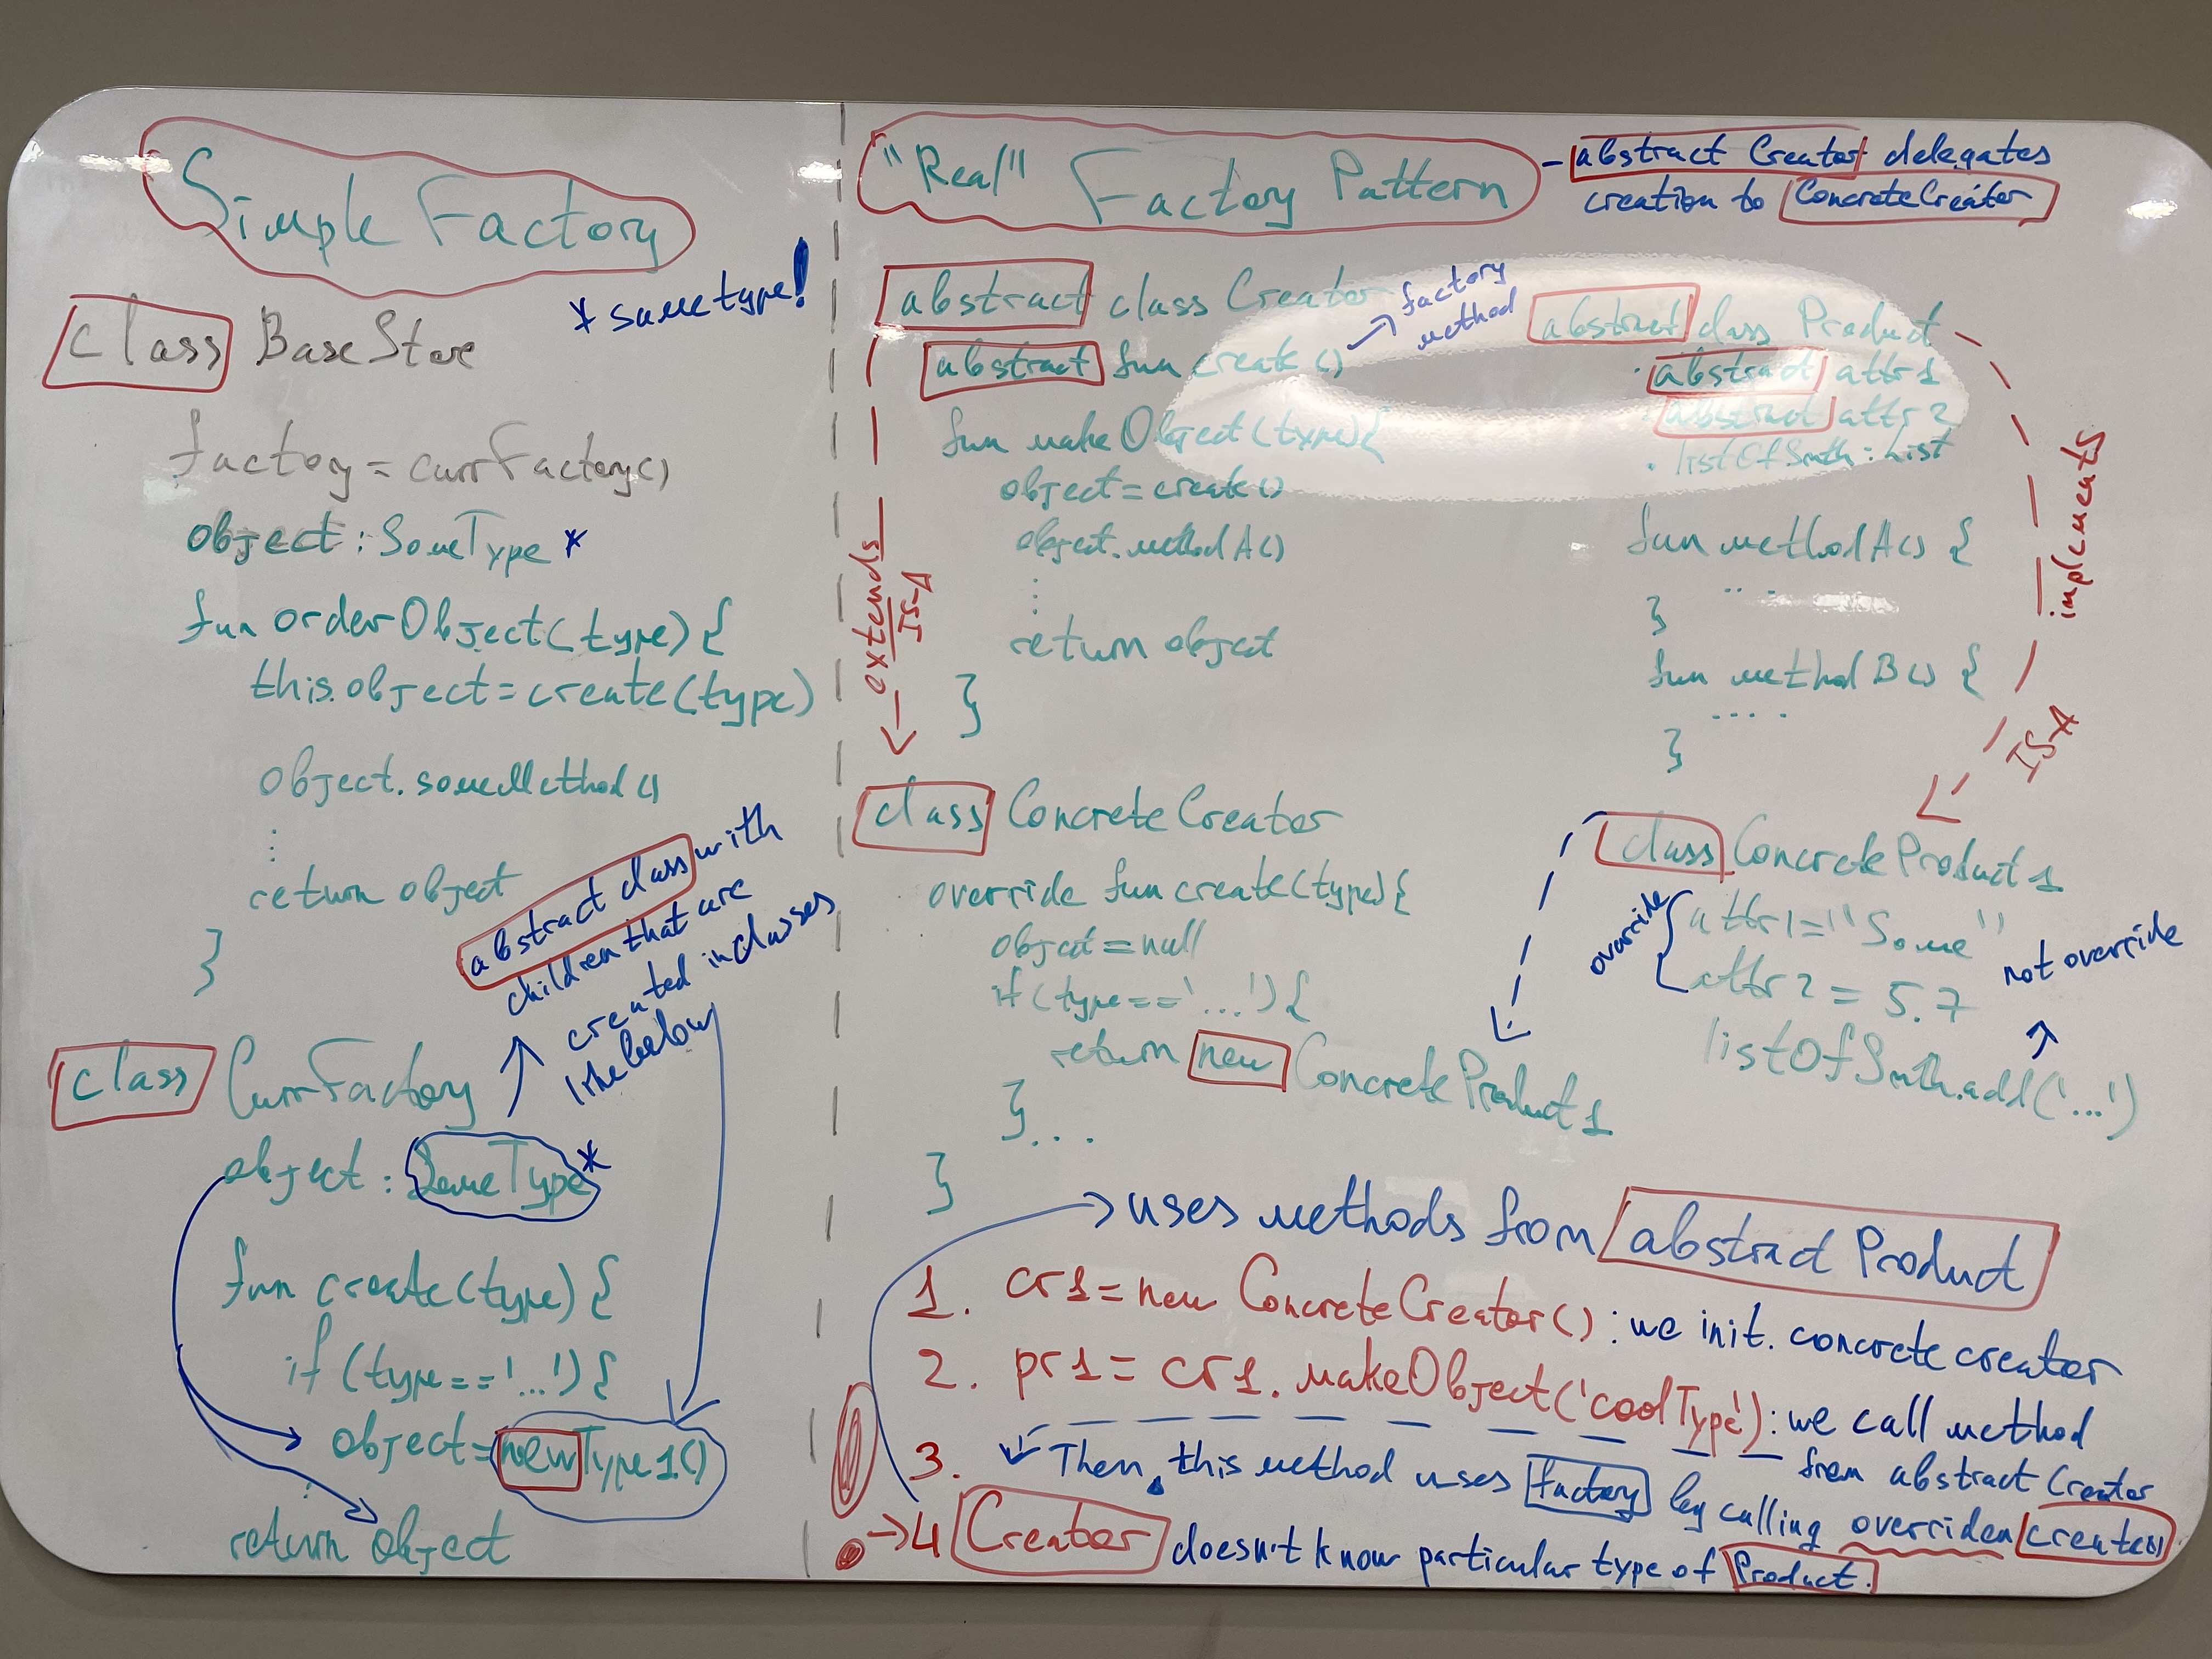 Simple Factory
* same type!
class BaseStore
factory = currFactory()
object : SomeType *
fun orderObject(type) {
this.object = create(type)
object.someMethod()
⋮
return object
}
abstract class with
children that are
created in classes
like below
class CurrFactory
object : SomeType*
fun create(type) {
if (type == '...') {
object = new Type1()
⋮
return object
"Real" Factory Pattern
- abstract Creator delegates
creation to ConcreteCreator
abstract class Creator
factory
method
abstract fun create()
fun makeObject(type) {
object = create()
object.methodA()
⋮
return object
}
extends
IS-A
abstract class Product
· abstract attr1
· abstract attr2
· listOfSmth : List
fun methodA() {
....
}
fun methodB() {
....
}
implements
IS-A
class ConcreteCreator
override fun create(type) {
object = null
if (type == '...') {
return new ConcreteProduct1
} ...
}
class ConcreteProduct1
override
attr1 = "Some"
attr2 = 5.7
not override
listOfSmth.add('...')
uses methods from abstract Product
1. cr1 = new ConcreteCreator() : we init. concrete creator
2. pr1 = cr1.makeObject('coolType') : we call method
from abstract Creator
3. Then, this method uses factory by calling overriden create()
4 Creator doesn't know particular type of Product.